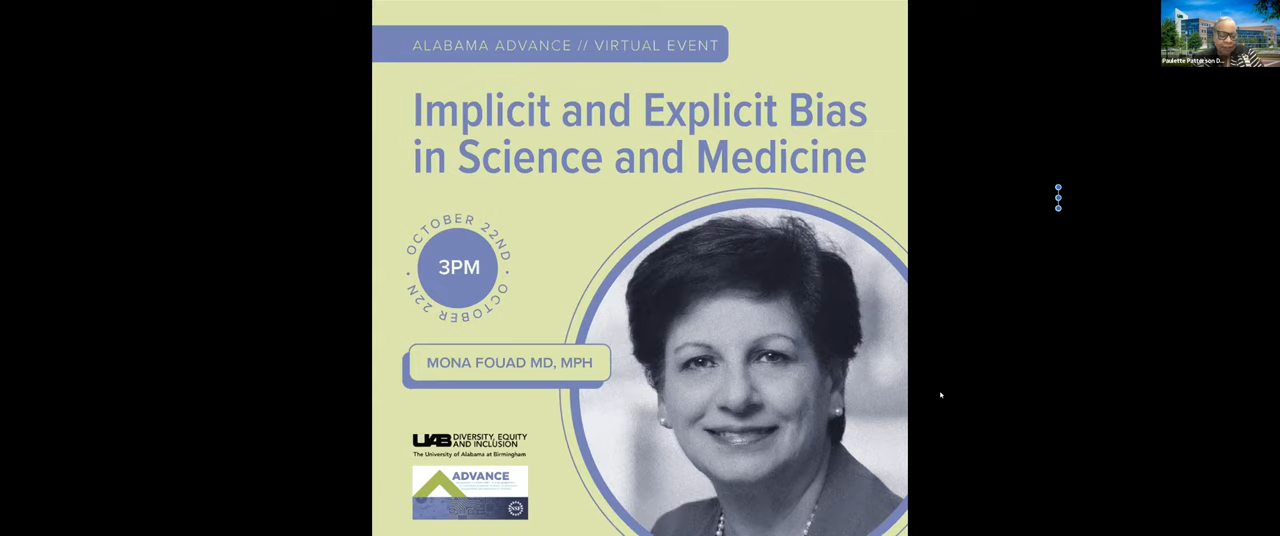 ALABAMA ADVANCE // VIRTUAL EVENT
Implicit and Explicit Bias
in Science and Medicine
OCTOBER 22ND • OCTOBER 22N •
3PM
MONA FOUAD MD, MPH
UAB DIVERSITY, EQUITY
AND INCLUSION
The University of Alabama at Birmingham
ADVANCE
NSF
Paulette Patterson D...